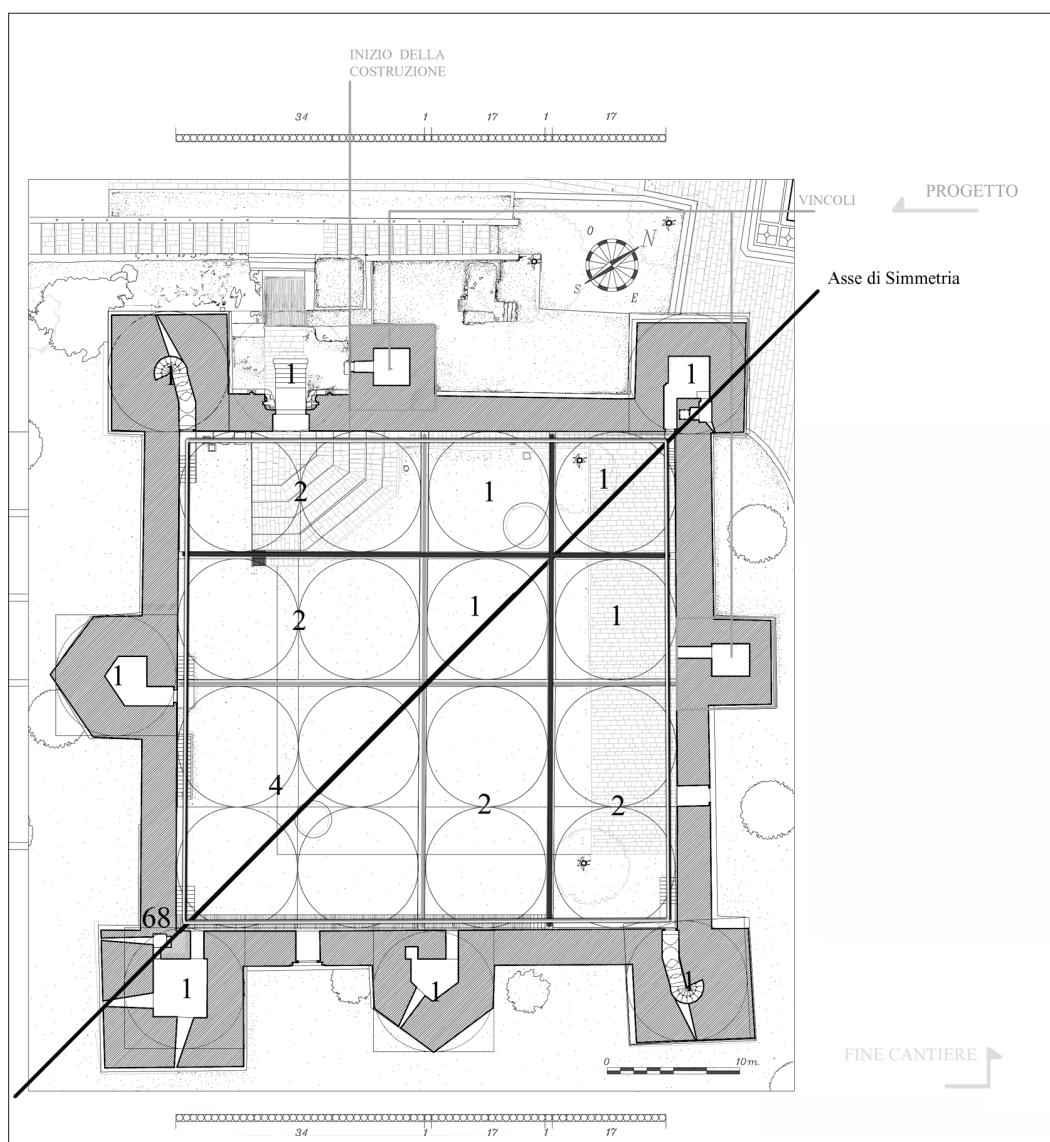 INIZIO DELLA
COSTRUZIONE
34 1 17 1 17
PROGETTO
VINCOLI
O N
S E
Asse di Simmetria
1 1 1
2 1 1
2 1 1
1
4 2 2
68
1 1 1
0 10m.
FINE CANTIERE
34 1 17 1 17